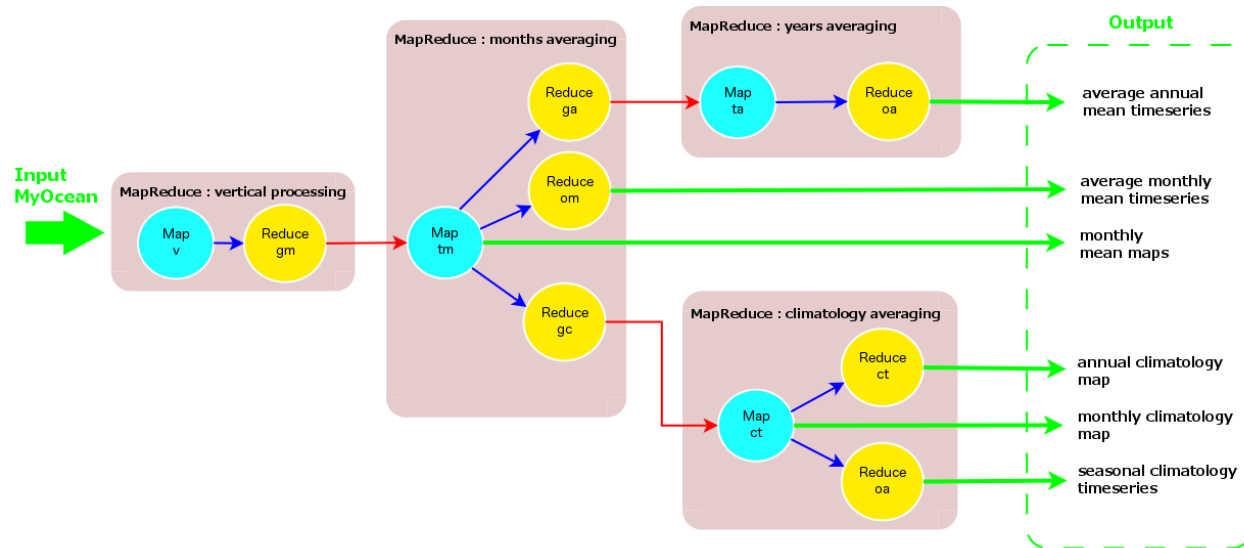 Input
MyOcean
MapReduce : vertical processing
Map
v
Reduce
gm
MapReduce : months averaging
Map
tm
Reduce
ga
Reduce
om
Reduce
gc
MapReduce : years averaging
Map
ta
Reduce
oa
MapReduce : climatology averaging
Map
ct
Reduce
ct
Reduce
oa
Output
average annual
mean timeseries
average monthly
mean timeseries
monthly
mean maps
annual climatology
map
monthly climatology
map
seasonal climatology
timeseries